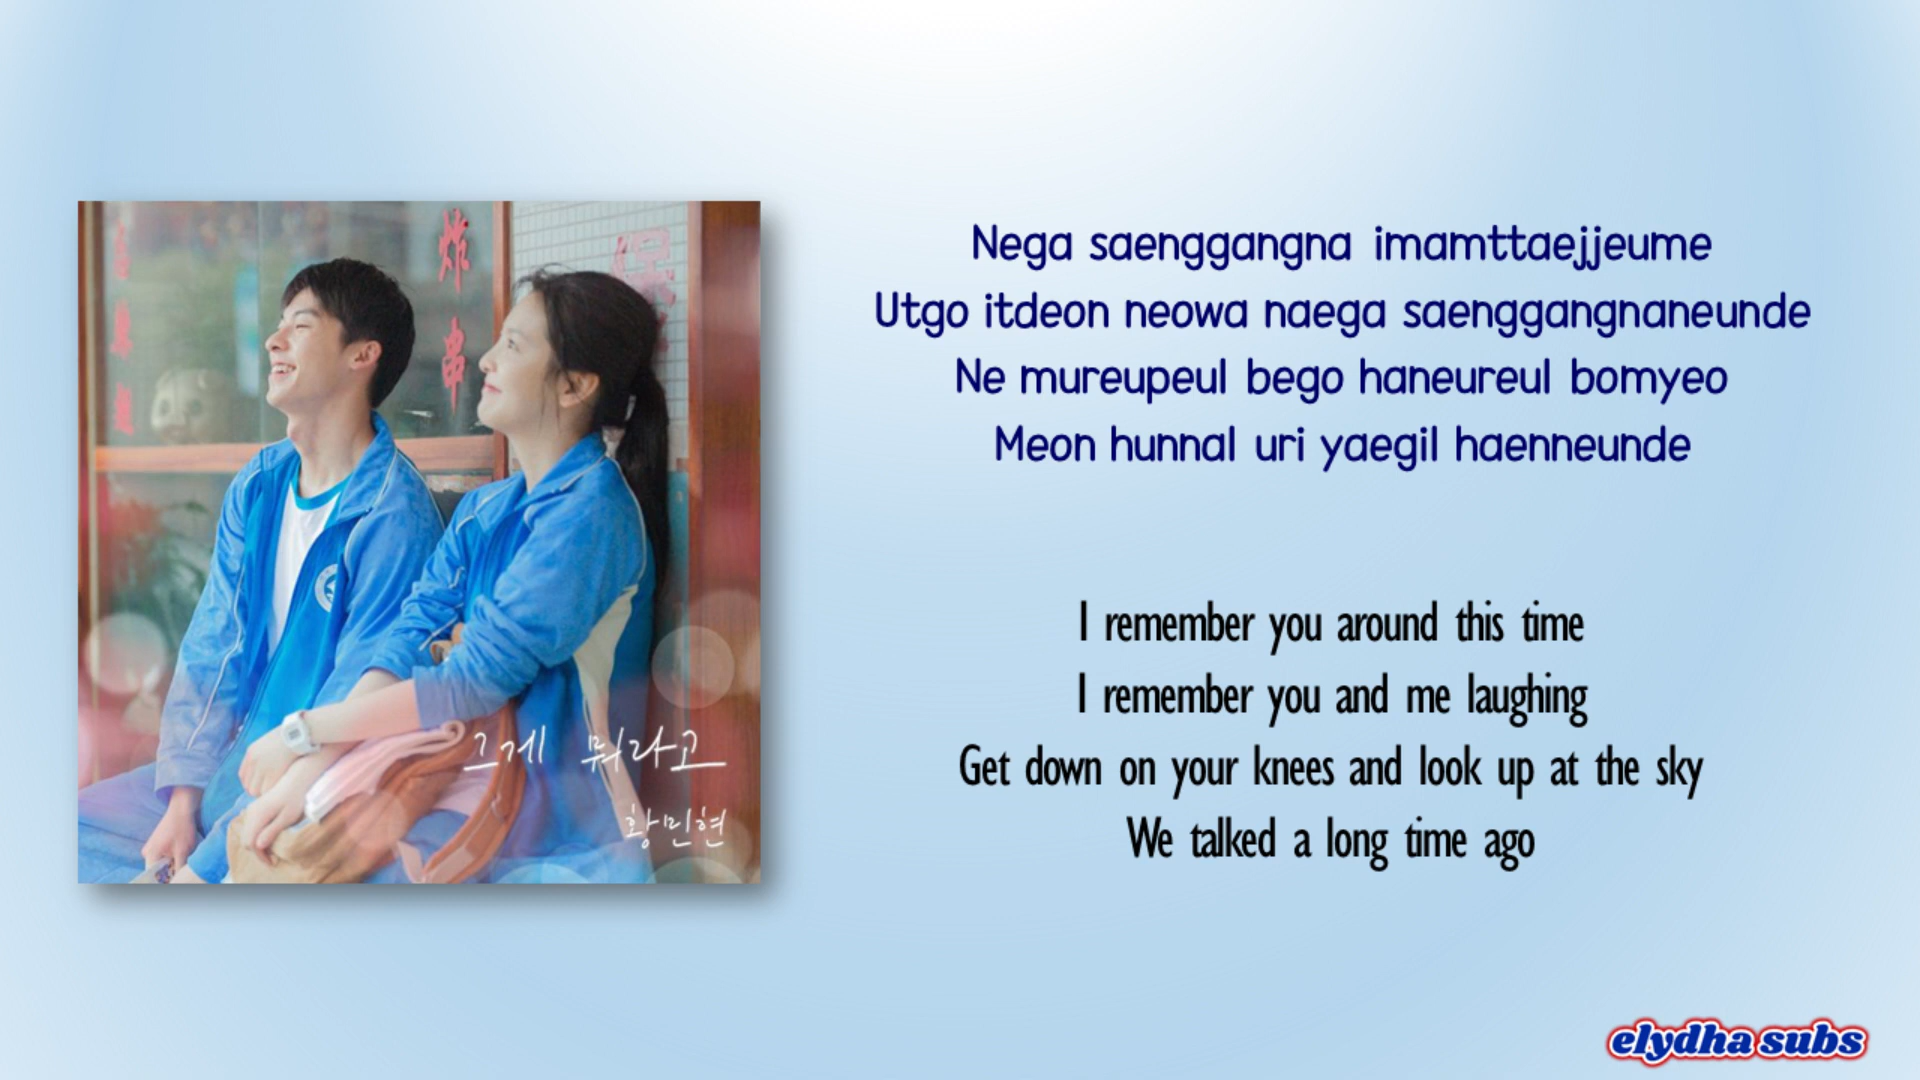 炸
串
그게 뭐라고
황민현
Nega saenggangna imamttaejjeume
Utgo itdeon neowa naega saenggangnaneunde
Ne mureupeul bego haneureul bomyeo
Meon hunnal uri yaegil haenneunde
I remember you around this time
I remember you and me laughing
Get down on your knees and look up at the sky
We talked a long time ago
elydha subs